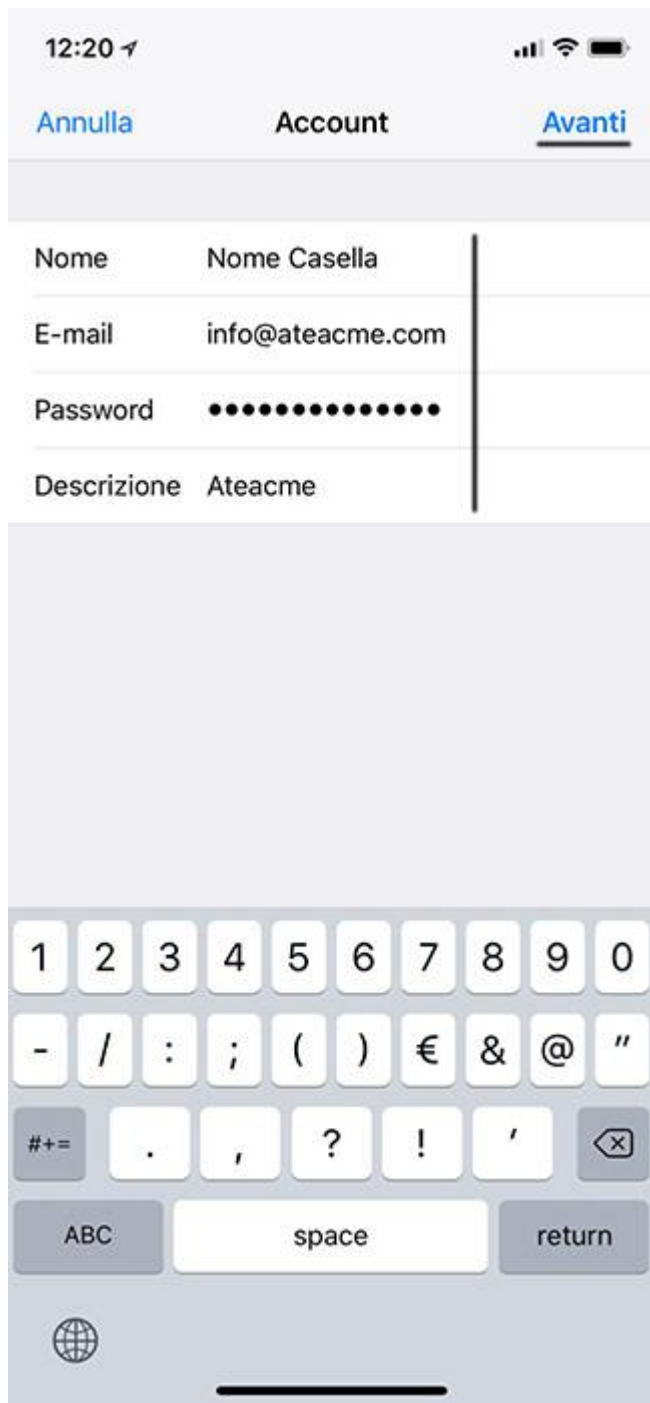 12:20
Annulla Account Avanti
Nome Nome Casella
E-mail info@ateacme.com
Password ••••••••••••••
Descrizione Ateacme
1 2 3 4 5 6 7 8 9 0
- / : ; ( ) € & @ "
#+= . , ? ! '
ABC space return